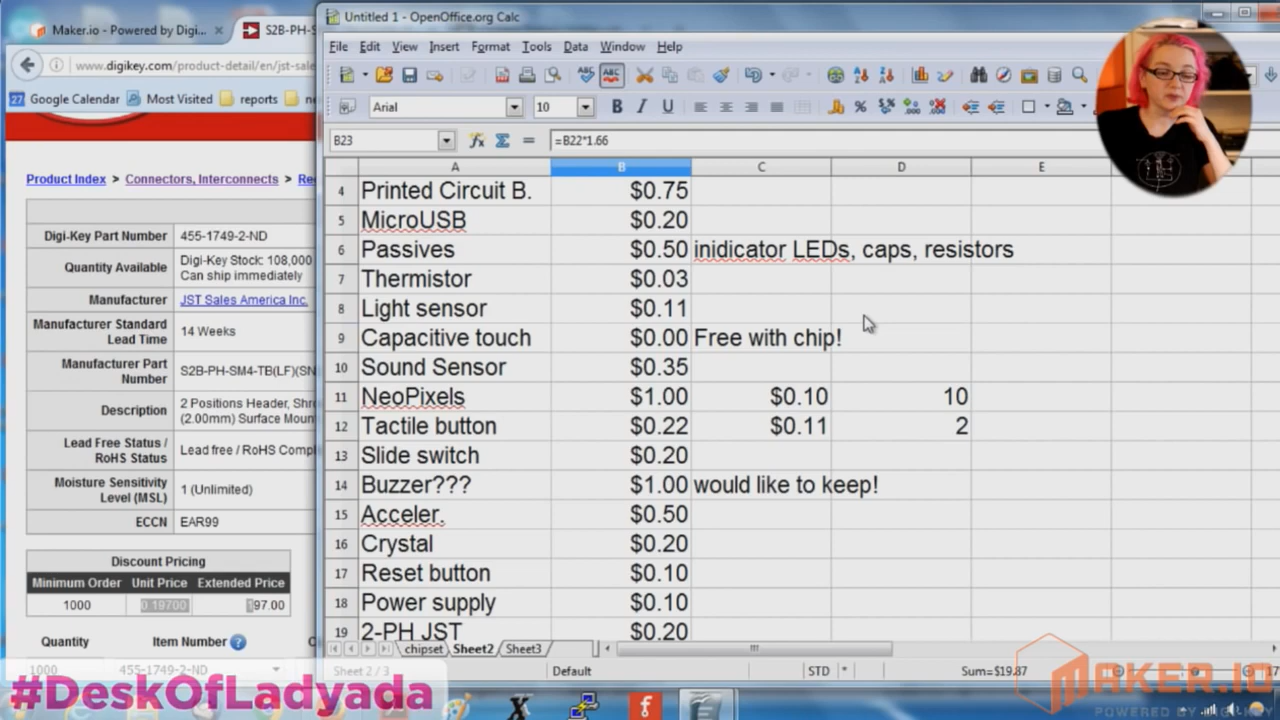 Maker.io - Powered by Digi...
S2B-PH-S
www.digikey.com/product-detail/en/jst-sale
Google Calendar
Most Visited
reports
Product Index > Connectors, Interconnects > Re
Digi-Key Part Number 455-1749-2-ND
Quantity Available Digi-Key Stock: 108,000
Can ship immediately
Manufacturer JST Sales America Inc.
Manufacturer Standard
Lead Time 14 Weeks
Manufacturer Part
Number S2B-PH-SM4-TB(LF)(SN
Description 2 Positions Header, Shro
(2.00mm) Surface Moun
Lead Free Status /
RoHS Status Lead free / RoHS Compl
Moisture Sensitivity
Level (MSL) 1 (Unlimited)
ECCN EAR99
Discount Pricing
Minimum Order Unit Price Extended Price
1000 0.19700 197.00
Quantity Item Number
1000 455-1749-2-ND
Untitled 1 - OpenOffice.org Calc
File Edit View Insert Format Tools Data Window Help
Arial 10
B23 =B22*1.66
A B C D E
4 Printed Circuit B. $0.75
5 MicroUSB $0.20
6 Passives $0.50 inidicator LEDs, caps, resistors
7 Thermistor $0.03
8 Light sensor $0.11
9 Capacitive touch $0.00 Free with chip!
10 Sound Sensor $0.35
11 NeoPixels $1.00 $0.10 10
12 Tactile button $0.22 $0.11 2
13 Slide switch $0.20
14 Buzzer??? $1.00 would like to keep!
15 Acceler. $0.50
16 Crystal $0.20
17 Reset button $0.10
18 Power supply $0.10
19 2-PH JST $0.20
chipset Sheet2 Sheet3
Sheet 2 / 3 Default STD * Sum=$19.87
#DeskOfLadyada
MAKER.IO
POWERED BY DIGI-KEY